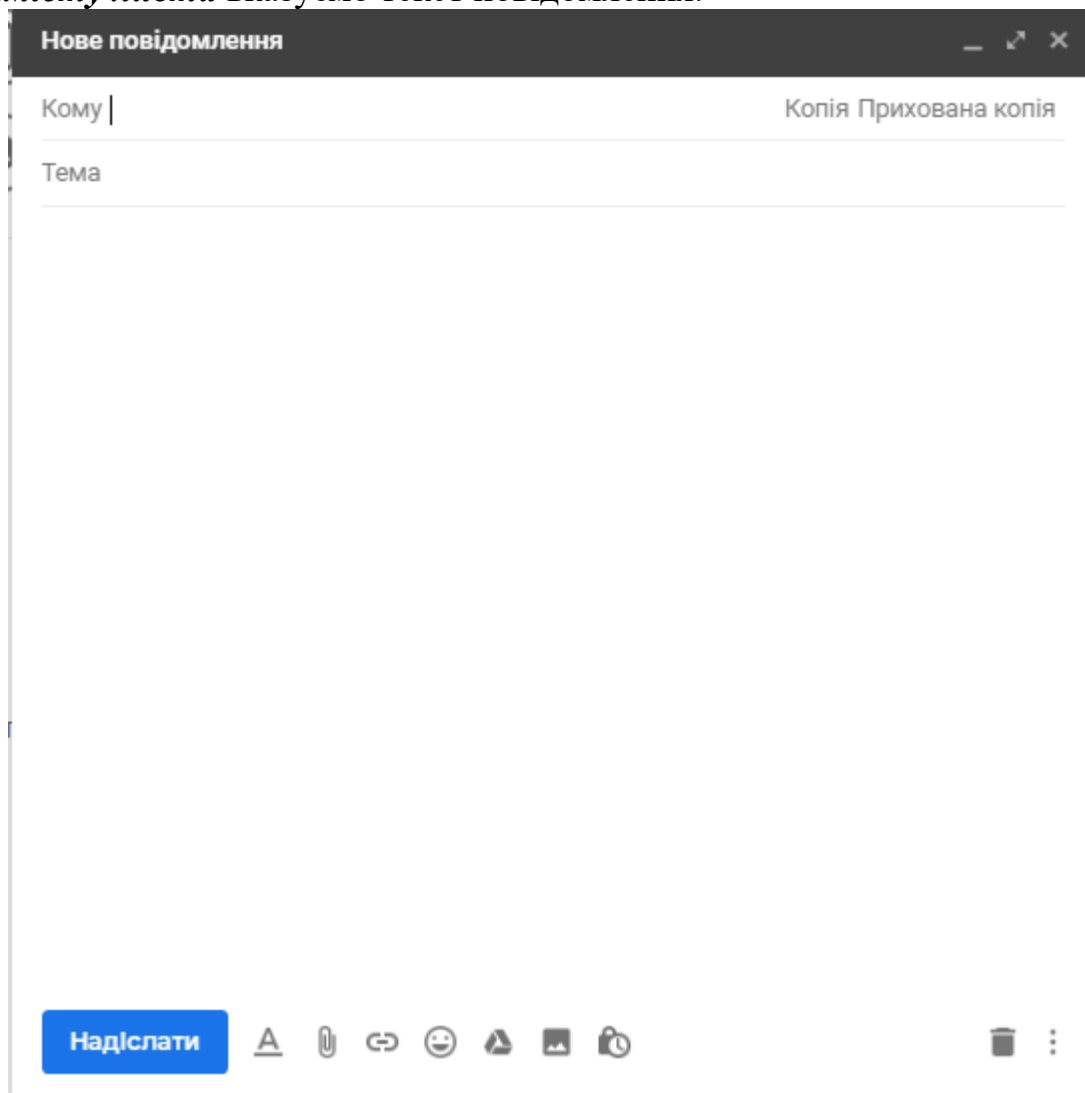 Нове повідомлення
Кому
Копія Прихована копія
Тема
Надіслати